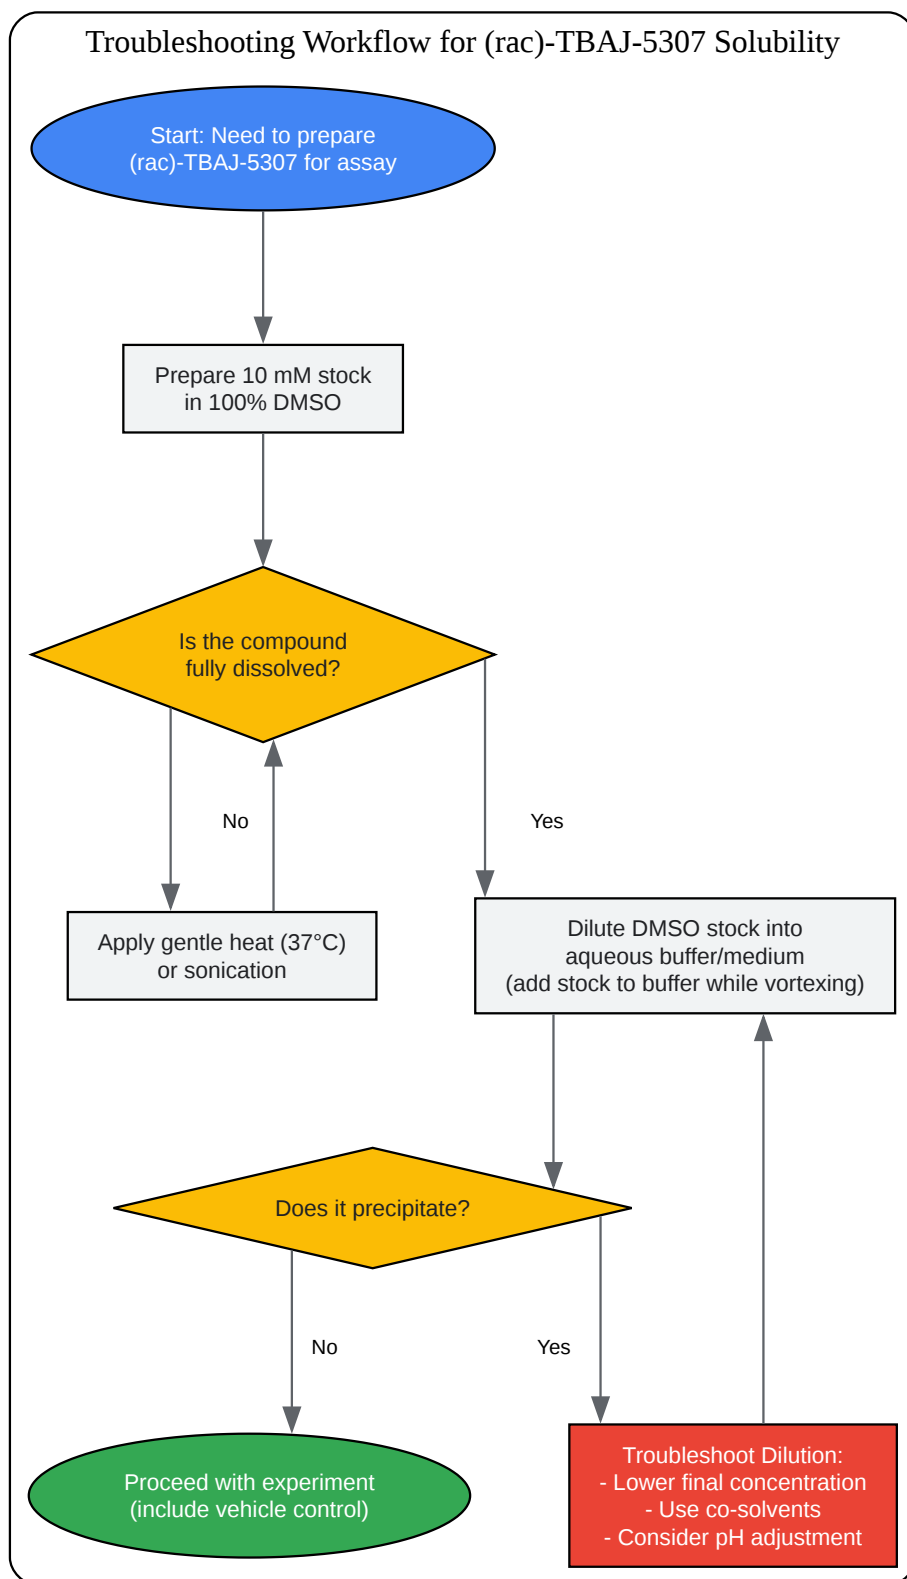 Troubleshooting Workflow for (rac)-TBAJ-5307 Solubility
Start: Need to prepare
(rac)-TBAJ-5307 for assay
Prepare 10 mM stock
in 100% DMSO
Is the compound
fully dissolved?
No
Yes
Apply gentle heat (37°C)
or sonication
Dilute DMSO stock into
aqueous buffer/medium
(add stock to buffer while vortexing)
Does it precipitate?
No
Yes
Proceed with experiment
(include vehicle control)
Troubleshoot Dilution:
- Lower final concentration
- Use co-solvents
- Consider pH adjustment